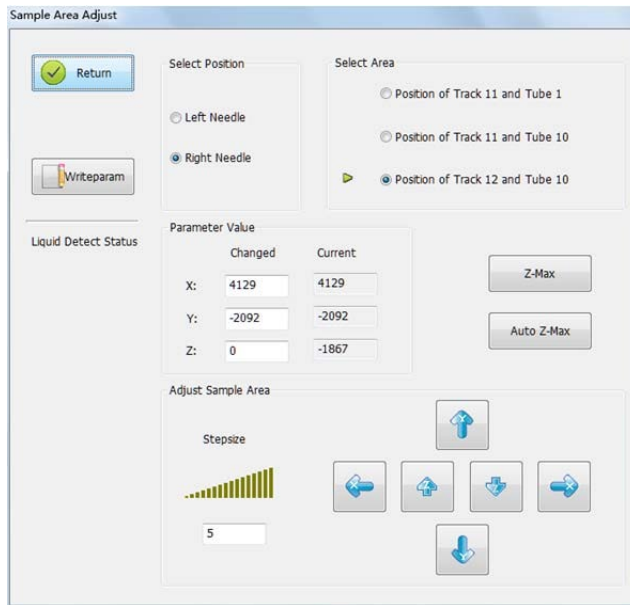 Sample Area Adjust
Return
Writeparam
Liquid Detect Status
Select Position
Left Needle
Right Needle
Select Area
Position of Track 11 and Tube 1
Position of Track 11 and Tube 10
Position of Track 12 and Tube 10
Parameter Value
Changed Current
X: 4129 4129
Y: -2092 -2092
Z: 0 -1867
Z-Max
Auto Z-Max
Adjust Sample Area
Stepsize
5